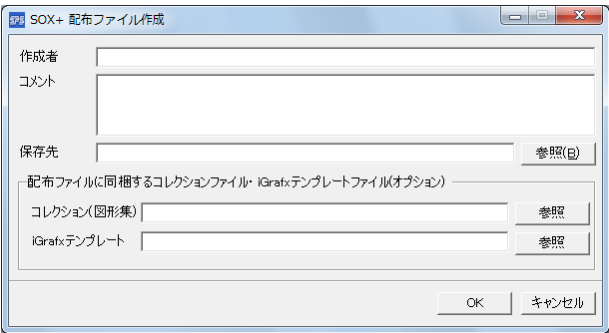 SPS SOX+ 配布ファイル作成
作成者
コメント
保存先 参照(B)
配布ファイルに同梱するコレクションファイル・iGrafxテンプレートファイル(オプション)
コレクション(図形集) 参照
iGrafxテンプレート 参照
OK キャンセル